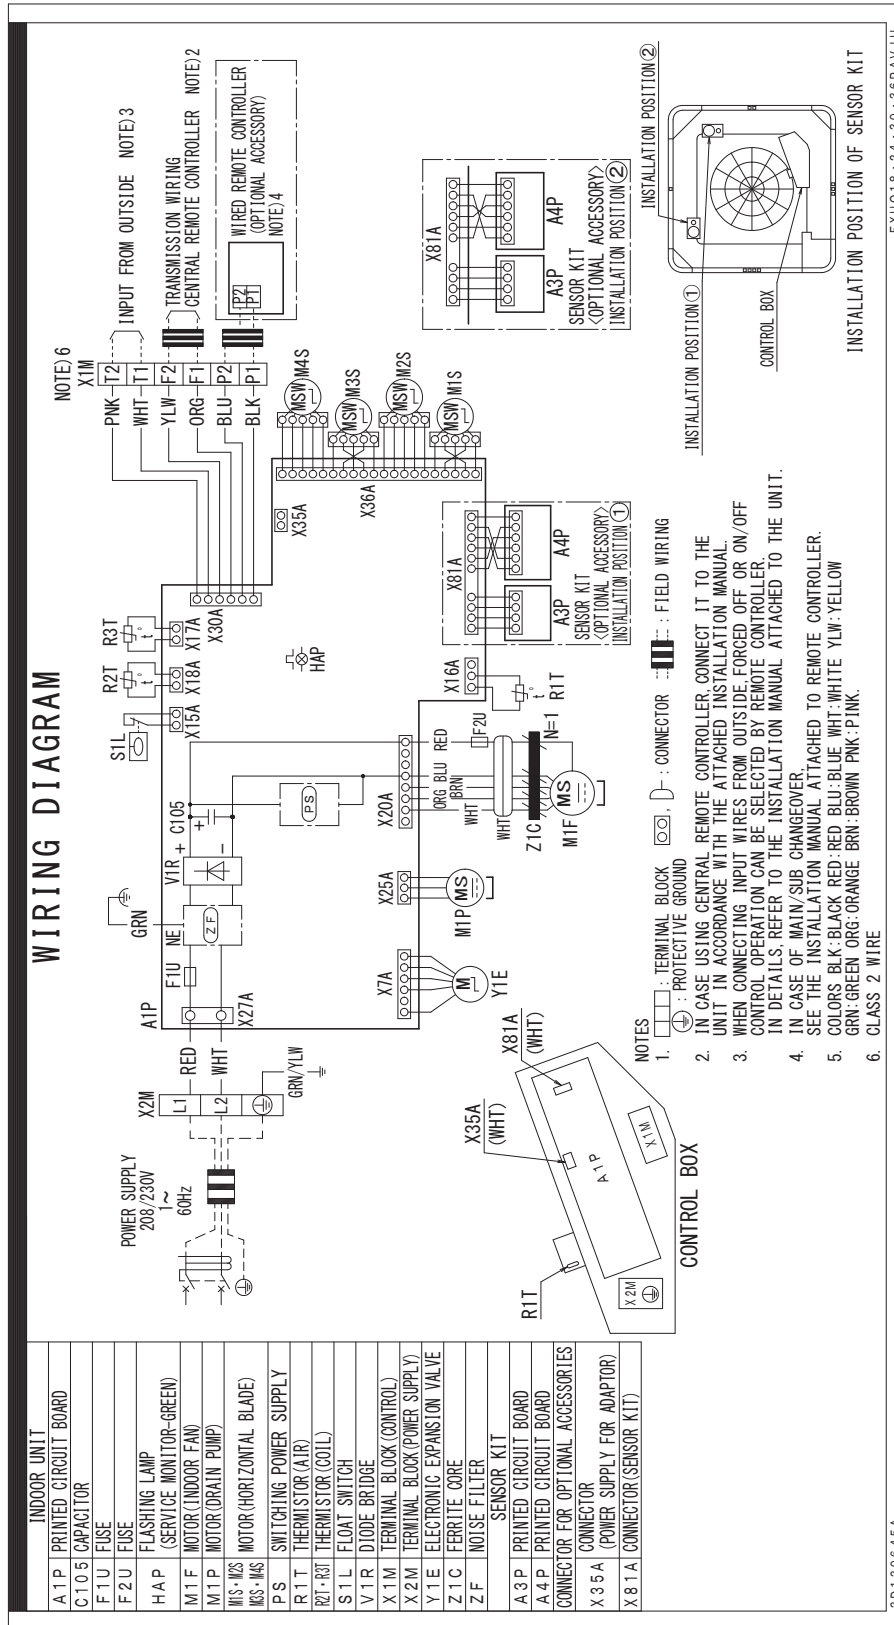 WIRING DIAGRAM
INDOOR UNIT
A1P PRINTED CIRCUIT BOARD
C105 CAPACITOR
F1U FUSE
F2U FUSE
HAP FLASHING LAMP
(SERVICE MONITOR-GREEN)
M1F MOTOR(INDOOR FAN)
M1P MOTOR(DRAIN PUMP)
M1S・M2S
M3S・M4S MOTOR(HORIZONTAL BLADE)
PS SWITCHING POWER SUPPLY
R1T THERMISTOR(AIR)
R2T・R3T THERMISTOR(COIL)
S1L FLOAT SWITCH
V1R DIODE BRIDGE
X1M TERMINAL BLOCK(CONTROL)
X2M TERMINAL BLOCK(POWER SUPPLY)
Y1E ELECTRONIC EXPANSION VALVE
Z1C FERRITE CORE
ZF NOISE FILTER
SENSOR KIT
A3P PRINTED CIRCUIT BOARD
A4P PRINTED CIRCUIT BOARD
CONNECTOR FOR OPTIONAL ACCESSORIES
X35A CONNECTOR
(POWER SUPPLY FOR ADAPTOR)
X81A CONNECTOR(SENSOR KIT)
POWER SUPPLY
208/230V
1~
60Hz
X2M
L1
L2
RED
WHT
GRN/YLW
A1P
X27A
F1U
NE
GRN
ZF
V1R
+
-
C105
+
PS
S1L
X15A
R2T
t°
X18A
R3T
t°
X17A
HAP
X30A
X35A
X36A
NOTE)6
X1M
PNK T2
WHT T1
YLW F2
ORG F1
BLU P2
BLK P1
INPUT FROM OUTSIDE NOTE)3
TRANSMISSION WIRING
CENTRAL REMOTE CONTROLLER NOTE)2
P2
P1
WIRED REMOTE CONTROLLER
(OPTIONAL ACCESSORY)
NOTE)4
MSW M4S
MSW M3S
MSW M2S
MSW M1S
X7A
M
Y1E
X25A
MS
M1P
X20A
WHT
ORG
BRN
BLU
RED
F2U
WHT
Z1C
N=1
MS
M1F
X16A
t°
R1T
X81A
A3P
A4P
SENSOR KIT
<OPTIONAL ACCESSORY>
INSTALLATION POSITION①
X81A
A3P
A4P
SENSOR KIT
<OPTIONAL ACCESSORY>
INSTALLATION POSITION②
INSTALLATION POSITION①
INSTALLATION POSITION②
CONTROL BOX
INSTALLATION POSITION OF SENSOR KIT
R1T
X35A
(WHT)
X81A
(WHT)
A1P
X1M
X2M
CONTROL BOX
NOTES
1. : TERMINAL BLOCK , : CONNECTOR : FIELD WIRING
: PROTECTIVE GROUND
2. IN CASE USING CENTRAL REMOTE CONTROLLER, CONNECT IT TO THE
UNIT IN ACCORDANCE WITH THE ATTACHED INSTALLATION MANUAL.
3. WHEN CONNECTING INPUT WIRES FROM OUTSIDE, FORCED OFF OR ON/OFF
CONTROL OPERATION CAN BE SELECTED BY REMOTE CONTROLLER.
IN DETAILS, REFER TO THE INSTALLATION MANUAL ATTACHED TO THE UNIT.
4. IN CASE OF MAIN/SUB CHANGEOVER
SEE THE INSTALLATION MANUAL ATTACHED TO REMOTE CONTROLLER.
5. COLORS BLK:BLACK RED:RED BLU:BLUE WHT:WHITE YLW:YELLOW
GRN:GREEN ORG:ORANGE BRN:BROWN PNK:PINK.
6. CLASS 2 WIRE